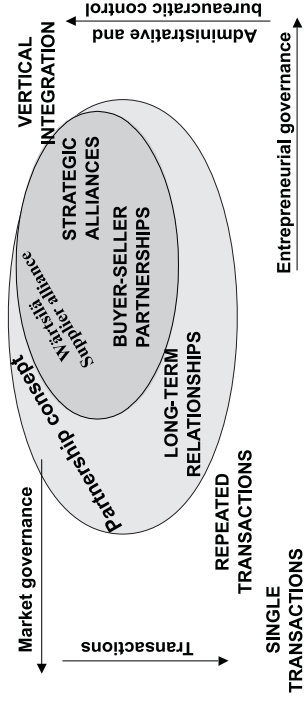 Market governance
VERTICAL
INTEGRATION
Administrative and
bureaucratic control
Partnership consept
Wärtsilä
Supplier alliance
STRATEGIC
ALLIANCES
BUYER-SELLER
PARTNERSHIPS
Transactions
LONG-TERM
RELATIONSHIPS
REPEATED
TRANSACTIONS
SINGLE
TRANSACTIONS
Entrepreneurial governance